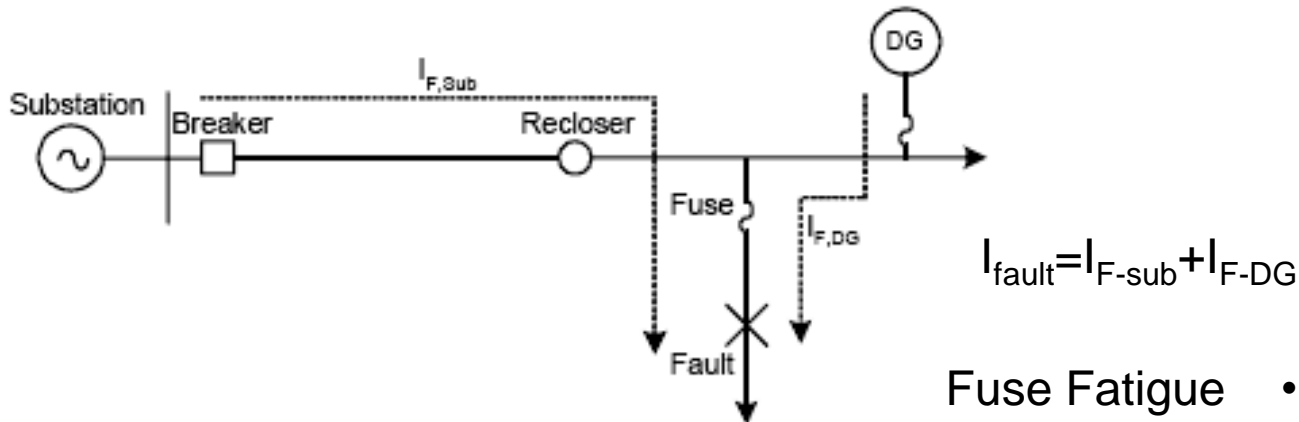 DG
I_F,Sub
Substation
Breaker
Recloser
Fuse
I_F,DG
I_fault=I_F-sub+I_F-DG
Fault
Fuse Fatigue •